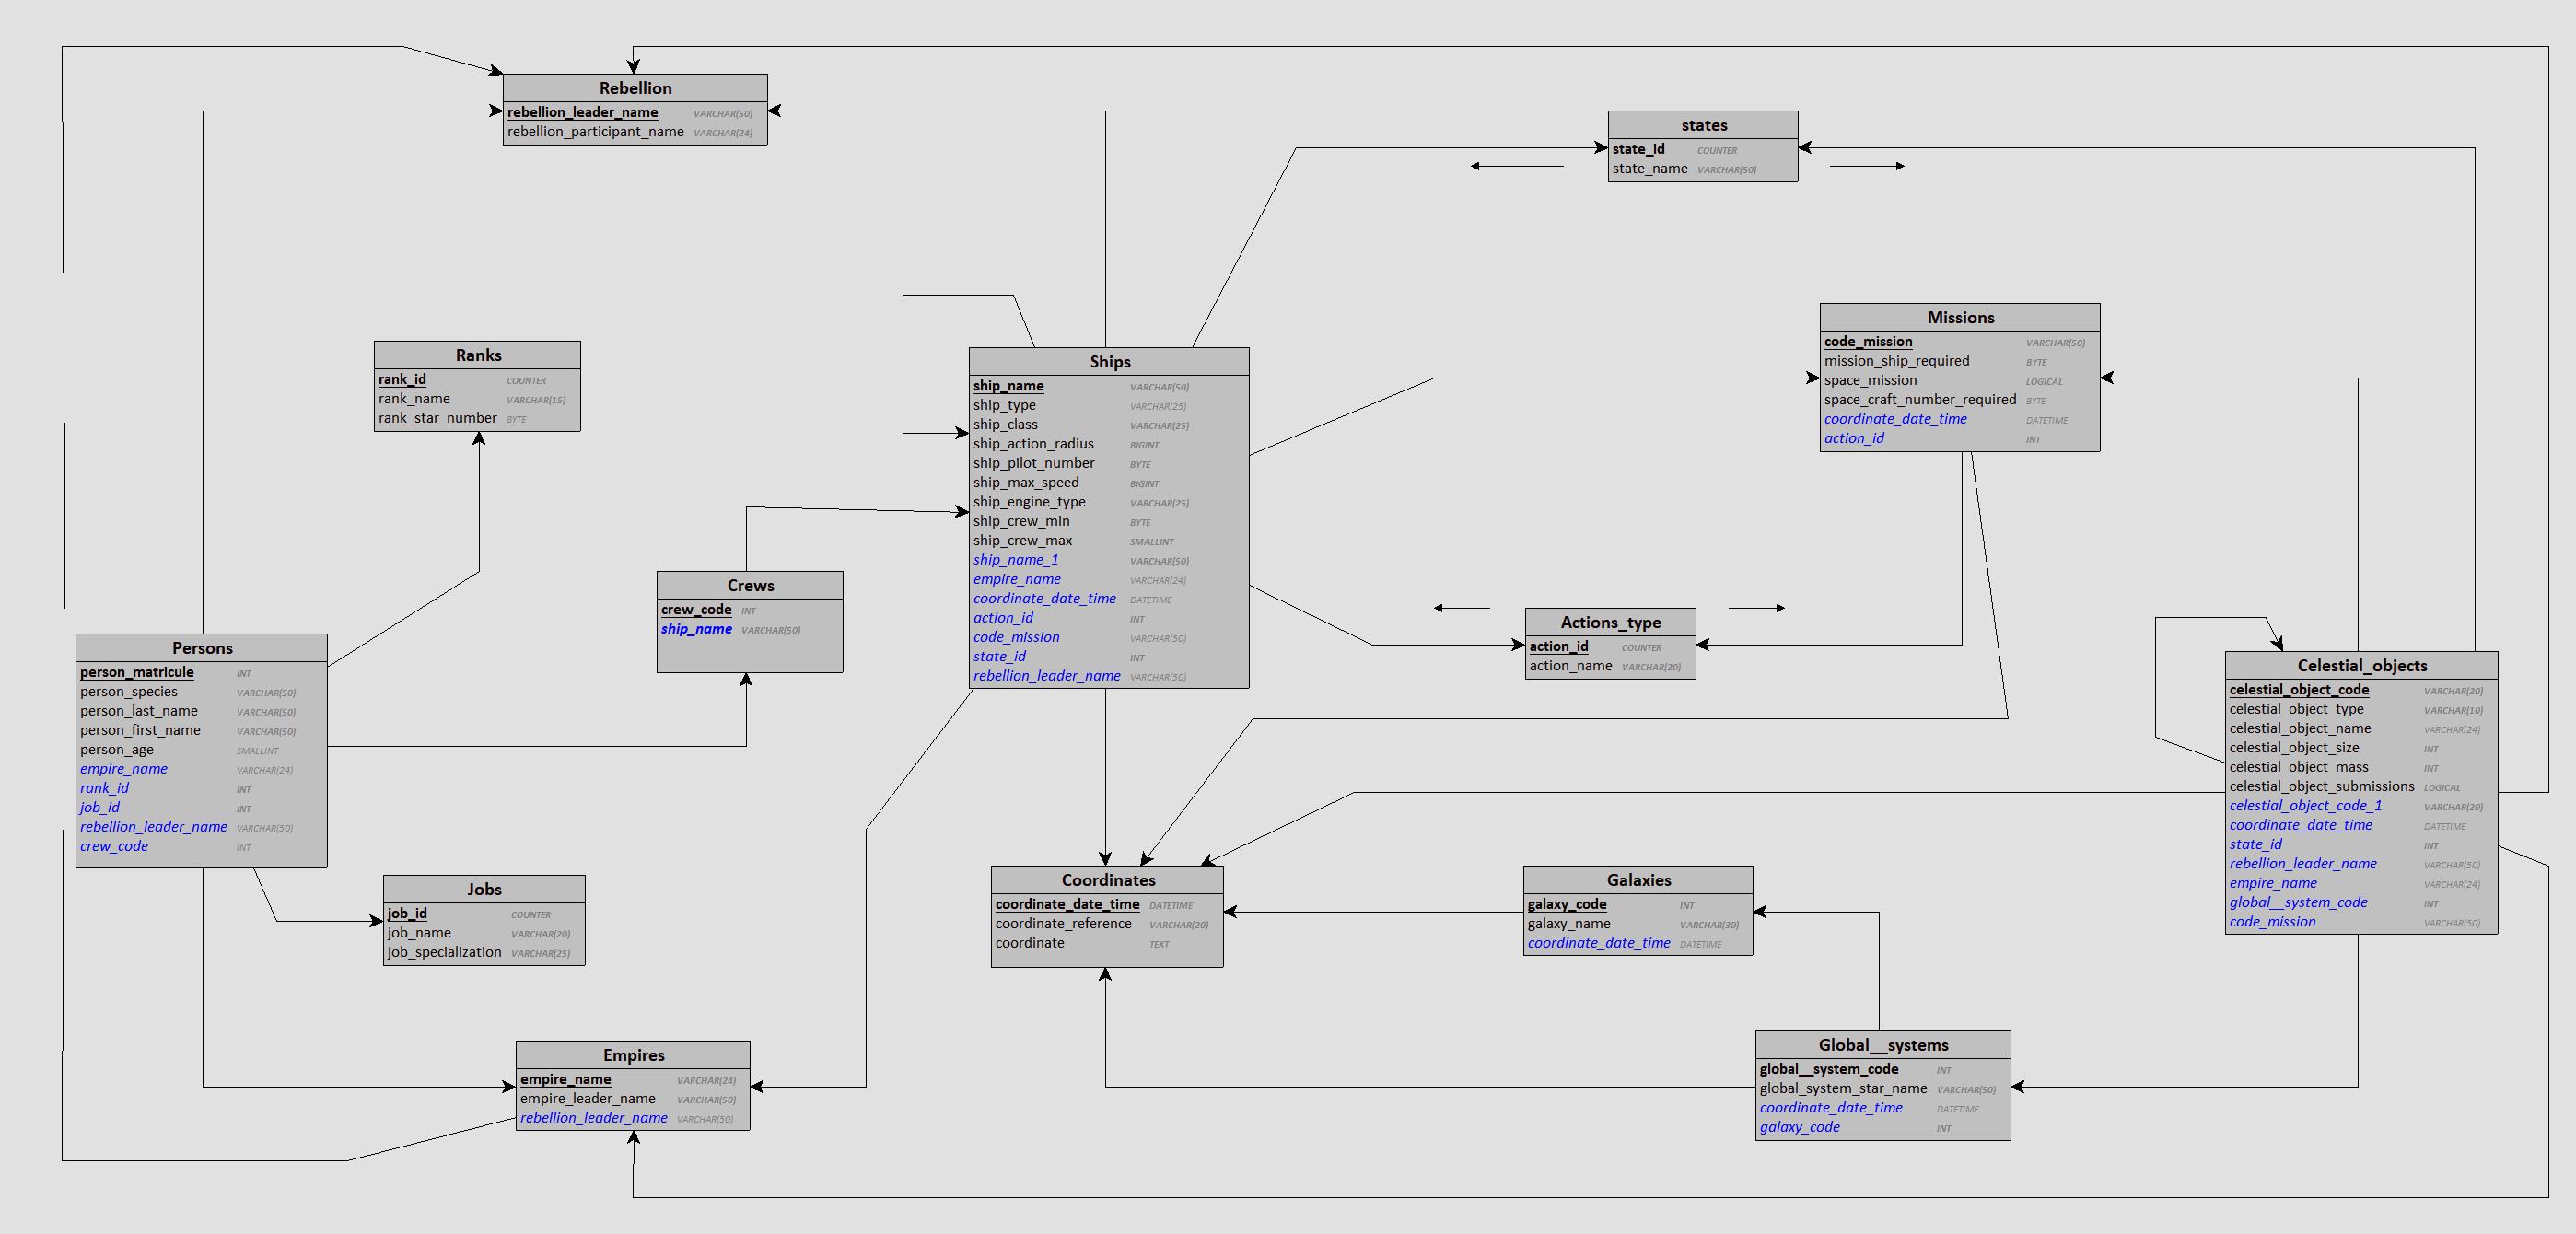 Rebellion
rebellion_leader_name VARCHAR(50)
rebellion_participant_name VARCHAR(24)
states
state_id COUNTER
state_name VARCHAR(50)
Missions
code_mission VARCHAR(50)
mission_ship_required BYTE
space_mission LOGICAL
space_craft_number_required BYTE
coordinate_date_time DATETIME
action_id INT
Ranks
rank_id COUNTER
rank_name VARCHAR(15)
rank_star_number BYTE
Ships
ship_name VARCHAR(50)
ship_type VARCHAR(25)
ship_class VARCHAR(25)
ship_action_radius BIGINT
ship_pilot_number BYTE
ship_max_speed BIGINT
ship_engine_type VARCHAR(25)
ship_crew_min BYTE
ship_crew_max SMALLINT
ship_name_1 VARCHAR(50)
empire_name VARCHAR(24)
coordinate_date_time DATETIME
action_id INT
code_mission VARCHAR(50)
state_id INT
rebellion_leader_name VARCHAR(50)
Crews
crew_code INT
ship_name VARCHAR(50)
Actions_type
action_id COUNTER
action_name VARCHAR(20)
Persons
person_matricule INT
person_species VARCHAR(50)
person_last_name VARCHAR(50)
person_first_name VARCHAR(50)
person_age SMALLINT
empire_name VARCHAR(24)
rank_id INT
job_id INT
rebellion_leader_name VARCHAR(50)
crew_code INT
Celestial_objects
celestial_object_code VARCHAR(20)
celestial_object_type VARCHAR(10)
celestial_object_name VARCHAR(24)
celestial_object_size INT
celestial_object_mass INT
celestial_object_submissions LOGICAL
celestial_object_code_1 VARCHAR(20)
coordinate_date_time DATETIME
state_id INT
rebellion_leader_name VARCHAR(50)
empire_name VARCHAR(24)
global__system_code INT
code_mission VARCHAR(50)
Jobs
job_id COUNTER
job_name VARCHAR(20)
job_specialization VARCHAR(25)
Coordinates
coordinate_date_time DATETIME
coordinate_reference VARCHAR(20)
coordinate TEXT
Galaxies
galaxy_code INT
galaxy_name VARCHAR(30)
coordinate_date_time DATETIME
Empires
empire_name VARCHAR(24)
empire_leader_name VARCHAR(50)
rebellion_leader_name VARCHAR(50)
Global__systems
global__system_code INT
global_system_star_name VARCHAR(50)
coordinate_date_time DATETIME
galaxy_code INT